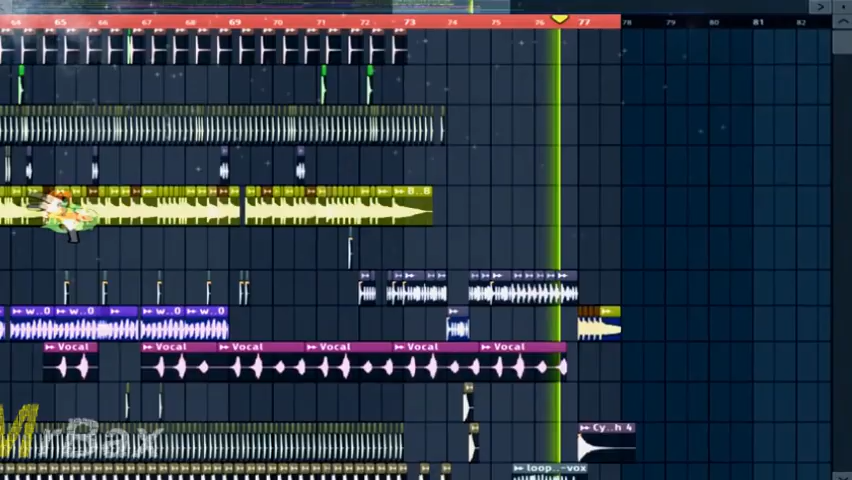 64 65 66 67 68 69 70 71 72 73 74 75 76 77 78 79 80 81 82
B..B
w..0 w..0 w..0 w..0
Vocal Vocal Vocal Vocal Vocal Vocal
MrBax
Cy..h 4
loop..-vox